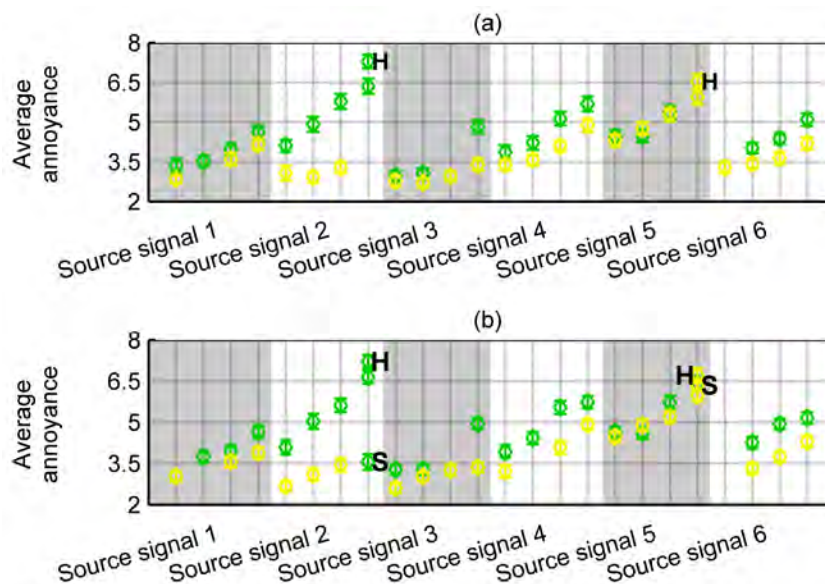 (a)
Average
annoyance
8
6.5
5
3.5
2
H
H
Source signal 1
Source signal 2
Source signal 3
Source signal 4
Source signal 5
Source signal 6
(b)
Average
annoyance
8
6.5
5
3.5
2
H
S
H
S
Source signal 1
Source signal 2
Source signal 3
Source signal 4
Source signal 5
Source signal 6